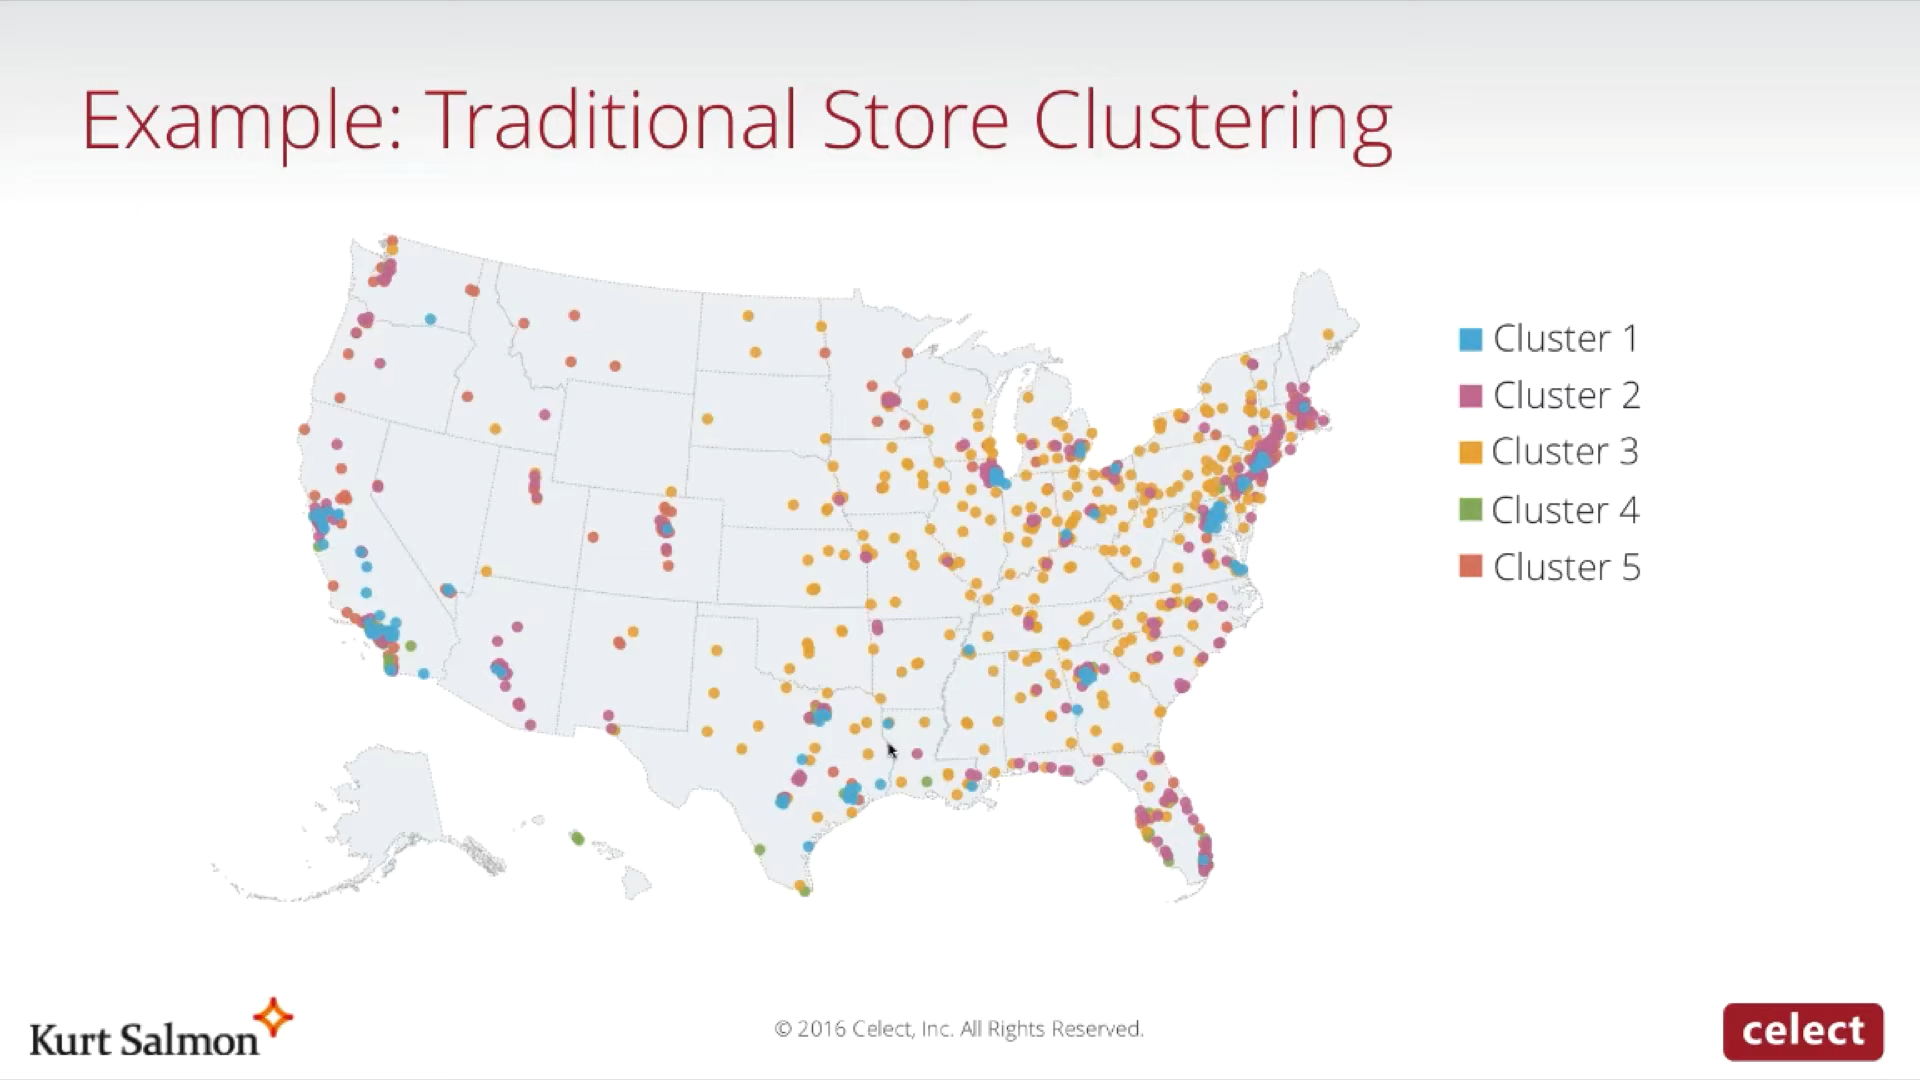 Example: Traditional Store Clustering
Cluster 1
Cluster 2
Cluster 3
Cluster 4
Cluster 5
Kurt Salmon
© 2016 Celect, Inc. All Rights Reserved.
celect